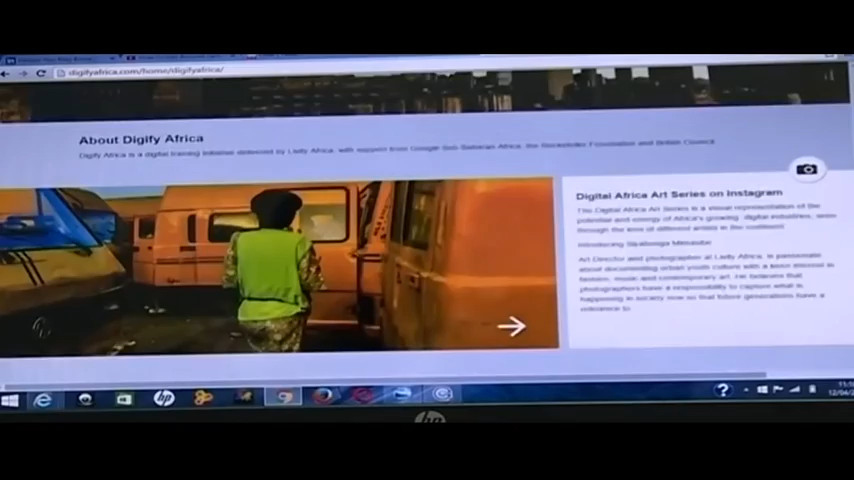 digifyafrica.com/home/digifyafrica/
About Digify Africa
Digify Africa is a digital training initiative delivered by Livity Africa, with support from Google Sub-Saharan Africa, the Rockefeller Foundation and British Council
Digital Africa Art Series on Instagram
The Digital Africa Art Series is a visual representation of the
potential and energy of Africa's growing digital industries, seen
through the lens of different artists in the continent
Introducing
Art Director and photographer at Livity Africa, is passionate
about documenting urban youth culture with a keen interest in
fashion, music and contemporary art. He believes that
photographers have a responsibility to capture what is
happening in society now so that future generations have a
reference to
hp
?
hp